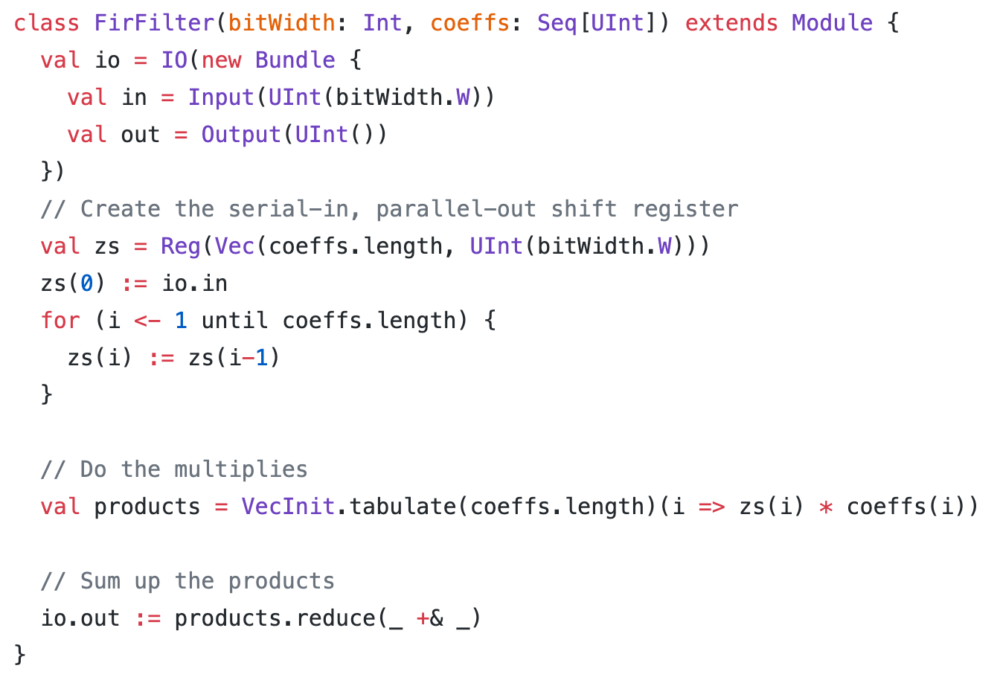 class FirFilter(bitWidth: Int, coeffs: Seq[UInt]) extends Module {
  val io = IO(new Bundle {
    val in = Input(UInt(bitWidth.W))
    val out = Output(UInt())
  })
  // Create the serial-in, parallel-out shift register
  val zs = Reg(Vec(coeffs.length, UInt(bitWidth.W)))
  zs(0) := io.in
  for (i <- 1 until coeffs.length) {
    zs(i) := zs(i-1)
  }

  // Do the multiplies
  val products = VecInit.tabulate(coeffs.length)(i => zs(i) * coeffs(i))

  // Sum up the products
  io.out := products.reduce(_ +& _)
}